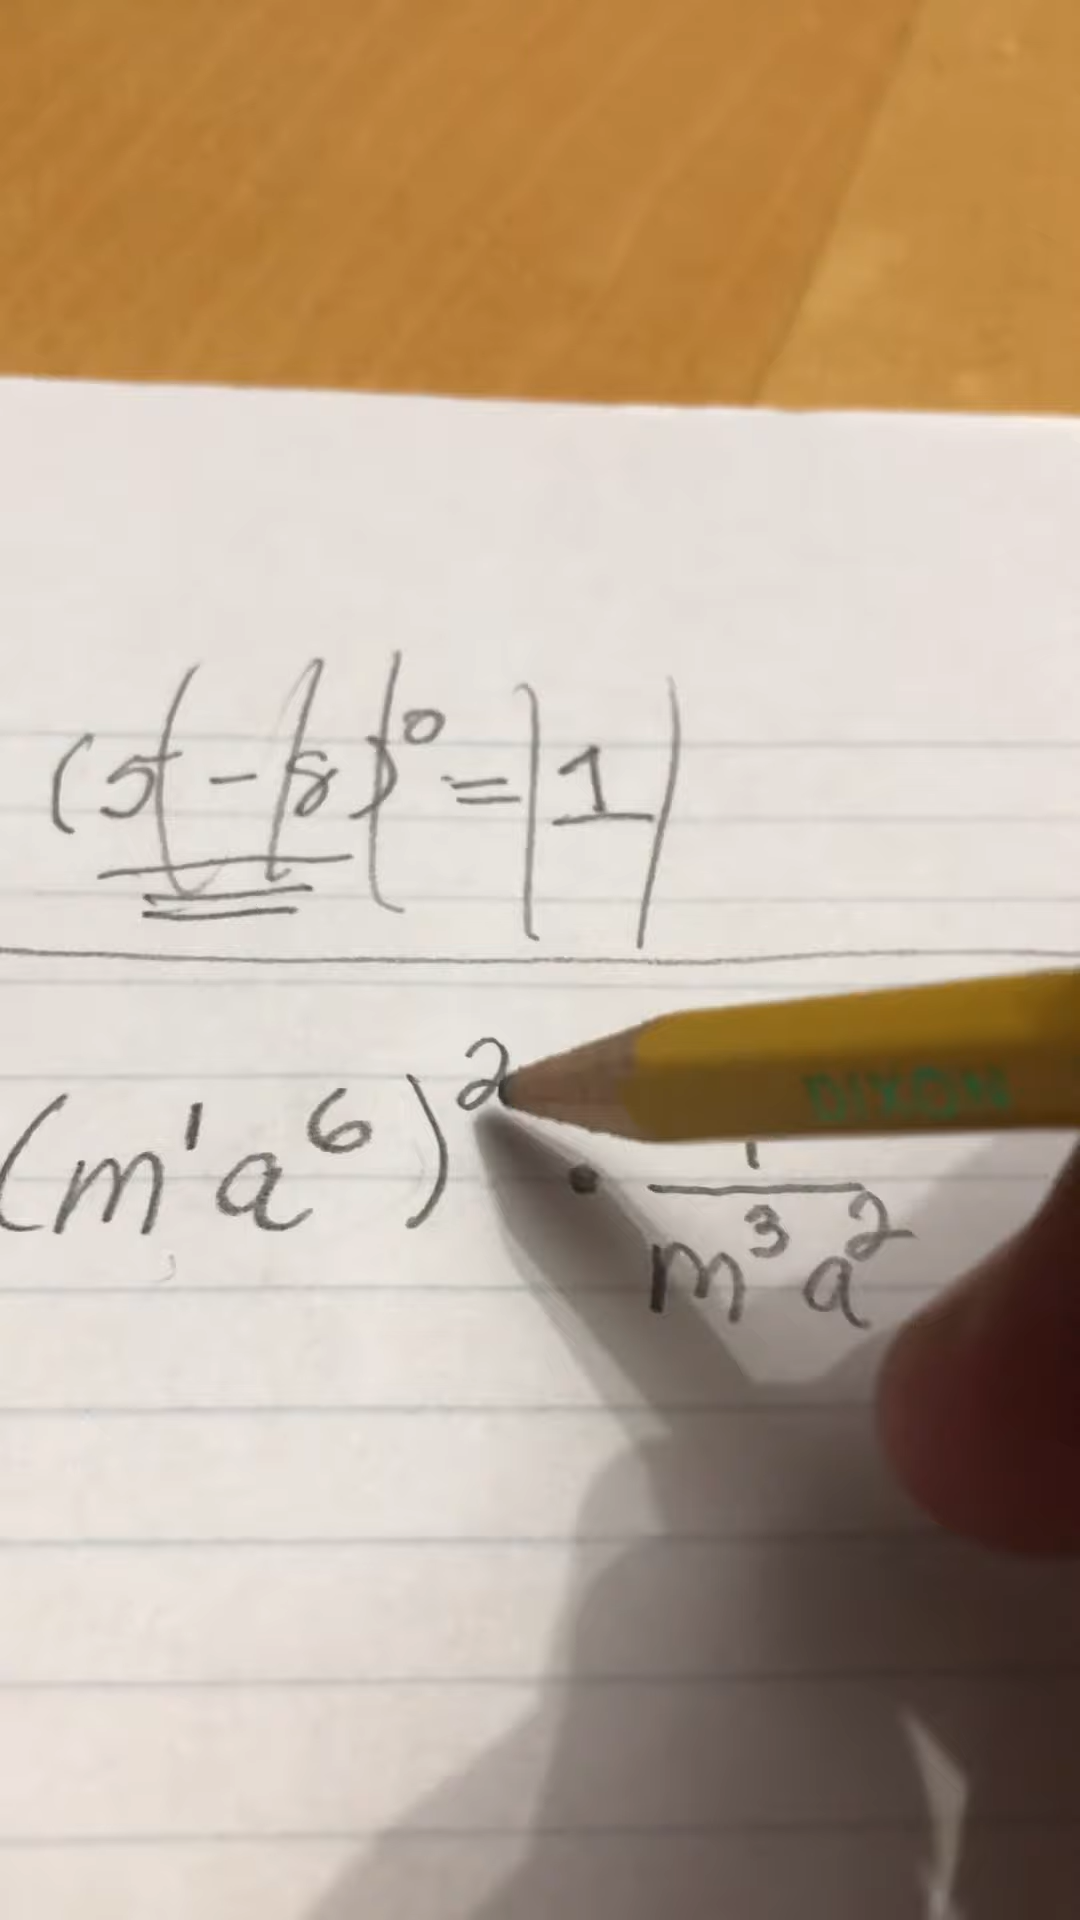 (5 - 8)⁰ = |1|
DIXON
(m¹a⁶)² · 1/(m³a²)